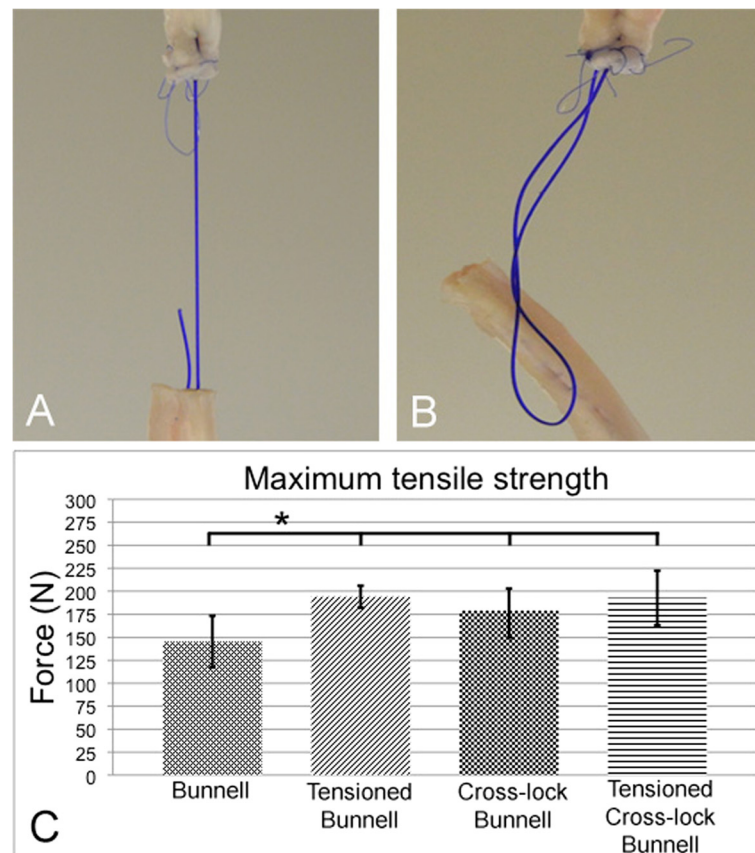 A
B
Maximum tensile strength
*
Force (N)
300
275
250
225
200
175
150
125
100
75
50
25
0
Bunnell
Tensioned
Bunnell
Cross-lock
Bunnell
Tensioned
Cross-lock
Bunnell
C